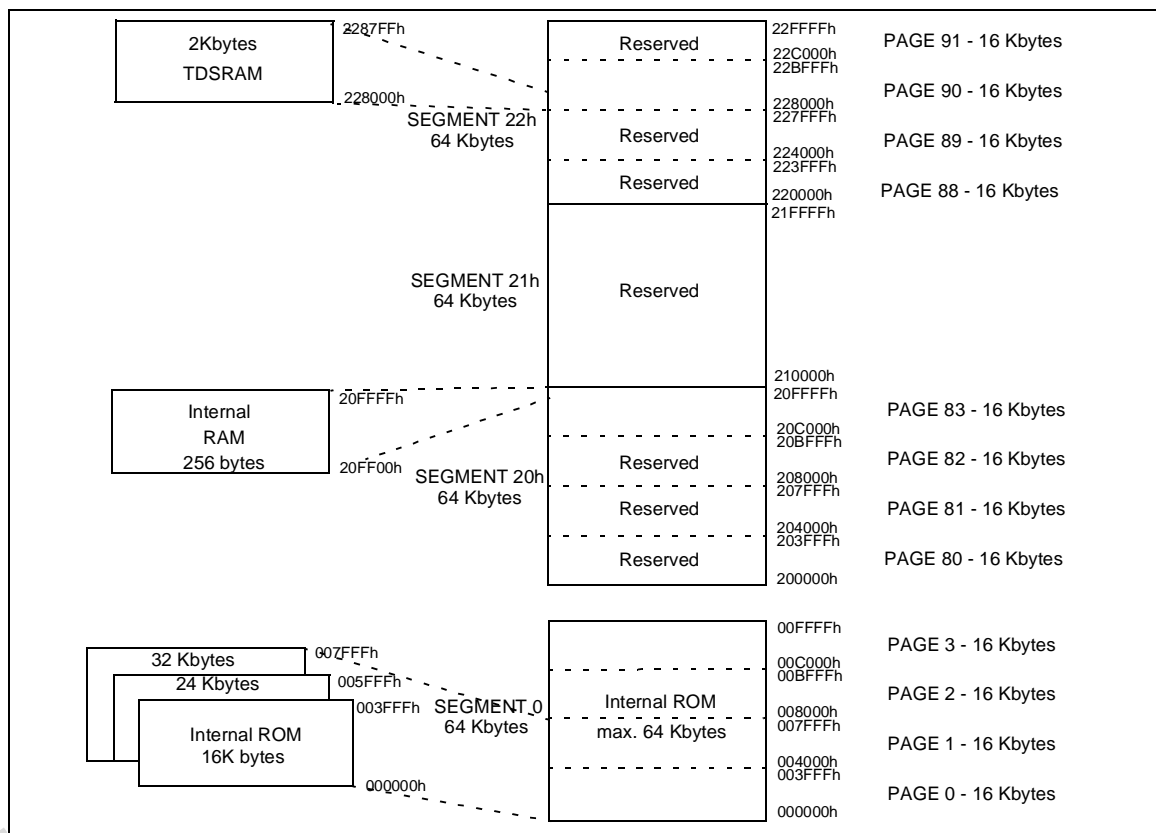 2Kbytes
TDSRAM
2287FFh
228000h
SEGMENT 22h
64 Kbytes
Reserved
Reserved
Reserved
22FFFFh
22C000h
22BFFFh
228000h
227FFFh
224000h
223FFFh
220000h
21FFFFh
PAGE 91 - 16 Kbytes
PAGE 90 - 16 Kbytes
PAGE 89 - 16 Kbytes
PAGE 88 - 16 Kbytes
SEGMENT 21h
64 Kbytes
Reserved
210000h
20FFFFh
Internal
RAM
256 bytes
20FFFFh
20FF00h
SEGMENT 20h
64 Kbytes
Reserved
Reserved
Reserved
20C000h
20BFFFh
208000h
207FFFh
204000h
203FFFh
200000h
PAGE 83 - 16 Kbytes
PAGE 82 - 16 Kbytes
PAGE 81 - 16 Kbytes
PAGE 80 - 16 Kbytes
32 Kbytes
24 Kbytes
Internal ROM
16K bytes
007FFFh
005FFFh
003FFFh
000000h
SEGMENT 0
64 Kbytes
Internal ROM
max. 64 Kbytes
00FFFFh
00C000h
00BFFFh
008000h
007FFFh
004000h
003FFFh
000000h
PAGE 3 - 16 Kbytes
PAGE 2 - 16 Kbytes
PAGE 1 - 16 Kbytes
PAGE 0 - 16 Kbytes